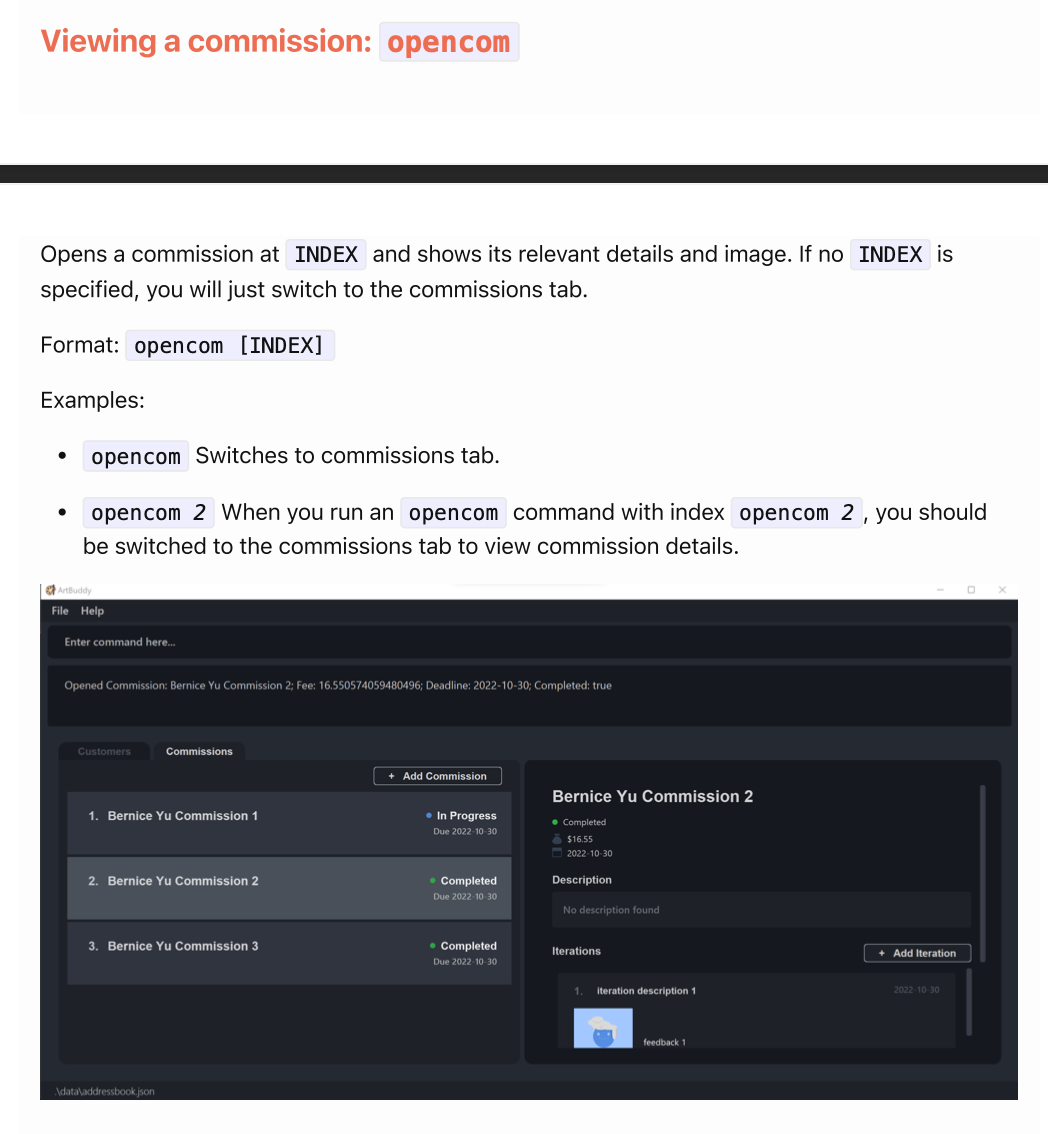 Viewing a commission: opencom
Opens a commission at INDEX and shows its relevant details and image. If no INDEX is
specified, you will just switch to the commissions tab.
Format: opencom [INDEX]
Examples:
• opencom Switches to commissions tab.
• opencom 2 When you run an opencom command with index opencom 2, you should
be switched to the commissions tab to view commission details.
ArtBuddy
File Help
Enter command here...
Opened Commission: Bernice Yu Commission 2; Fee: 16.550574059480496; Deadline: 2022-10-30; Completed: true
Customers Commissions
+ Add Commission
1. Bernice Yu Commission 1 In Progress
Due 2022-10-30
2. Bernice Yu Commission 2 Completed
Due 2022-10-30
3. Bernice Yu Commission 3 Completed
Due 2022-10-30
Bernice Yu Commission 2
Completed
$16.55
2022-10-30
Description
No description found
Iterations + Add Iteration
1. iteration description 1 2022-10-30
feedback 1
.\data\addressbook.json